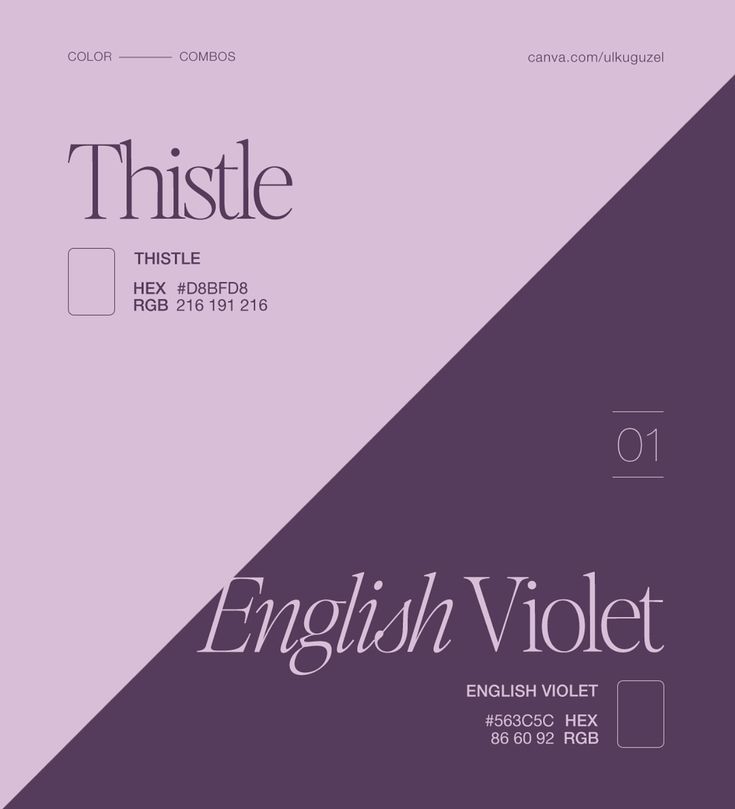 COLOR COMBOS
canva.com/ulkuguzel
Thistle
THISTLE
HEX #D8BFD8
RGB 216 191 216
01
English Violet
ENGLISH VIOLET
#563C5C HEX
86 60 92 RGB